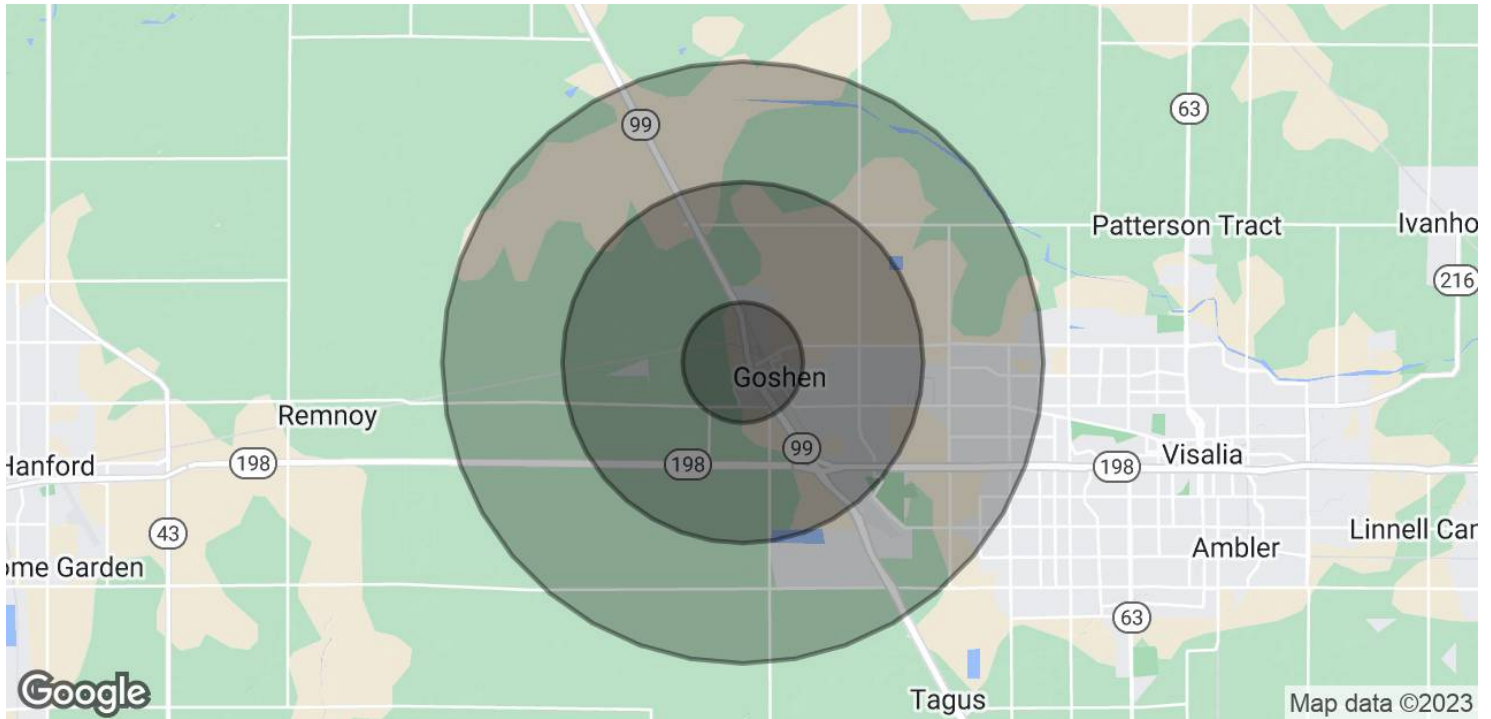 99
63
Patterson Tract
Ivanho
216
Goshen
Remnoy
99
Hanford
198
198
198
Visalia
43
Ambler
Linnell Car
ome Garden
63
Tagus
Google
Map data ©2023